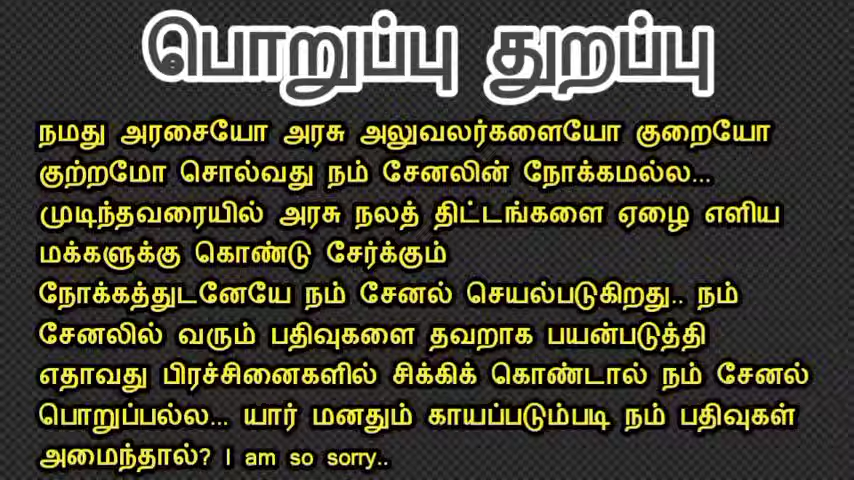 பொறுப்பு துறப்பு
நமது அரசையோ அரசு அலுவலர்களையோ குறையோ
குற்றமோ சொல்வது நம் சேனலின் நோக்கமல்ல...
முடிந்தவரையில் அரசு நலத் திட்டங்களை ஏழை எளிய
மக்களுக்கு கொண்டு சேர்க்கும்
நோக்கத்துடனேயே நம் சேனல் செயல்படுகிறது.. நம்
சேனலில் வரும் பதிவுகளை தவறாக பயன்படுத்தி
எதாவது பிரச்சினைகளில் சிக்கிக் கொண்டால் நம் சேனல்
பொறுப்பல்ல... யார் மனதும் காயப்படும்படி நம் பதிவுகள்
அமைந்தால்? I am so sorry..